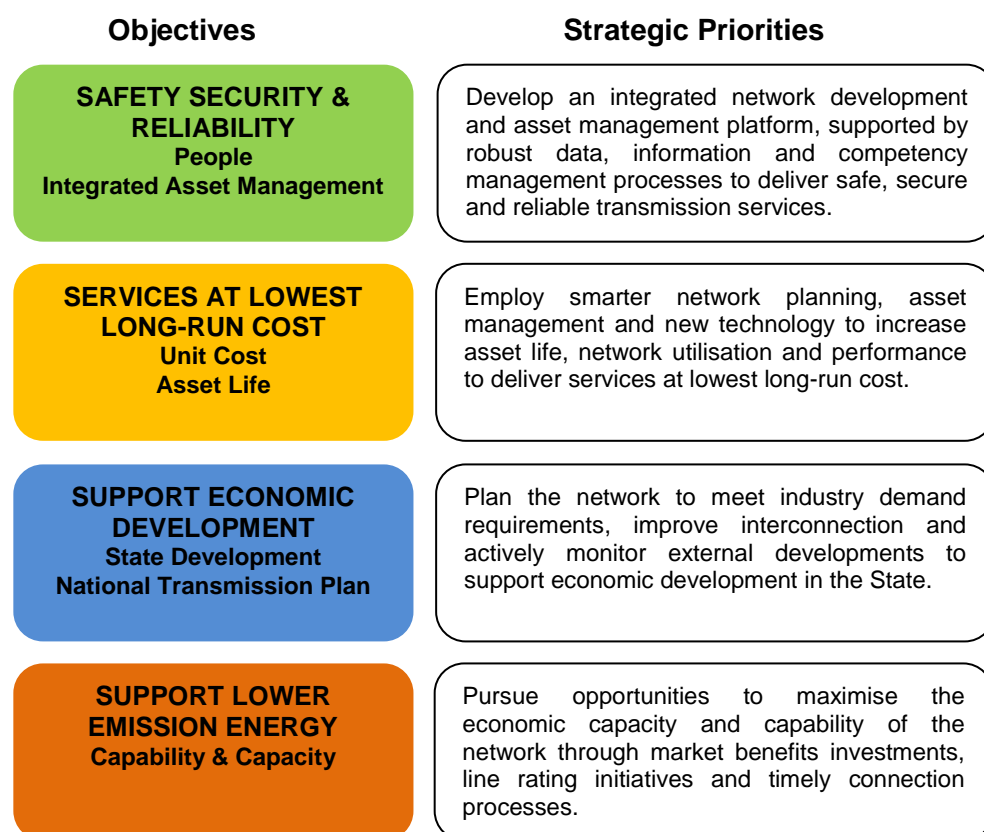 Objectives
Strategic Priorities
SAFETY SECURITY &
RELIABILITY
People
Integrated Asset Management
Develop an integrated network development
and asset management platform, supported by
robust data, information and competency
management processes to deliver safe, secure
and reliable transmission services.
SERVICES AT LOWEST
LONG-RUN COST
Unit Cost
Asset Life
Employ smarter network planning, asset
management and new technology to increase
asset life, network utilisation and performance
to deliver services at lowest long-run cost.
SUPPORT ECONOMIC
DEVELOPMENT
State Development
National Transmission Plan
Plan the network to meet industry demand
requirements, improve interconnection and
actively monitor external developments to
support economic development in the State.
SUPPORT LOWER
EMISSION ENERGY
Capability & Capacity
Pursue opportunities to maximise the
economic capacity and capability of the
network through market benefits investments,
line rating initiatives and timely connection
processes.